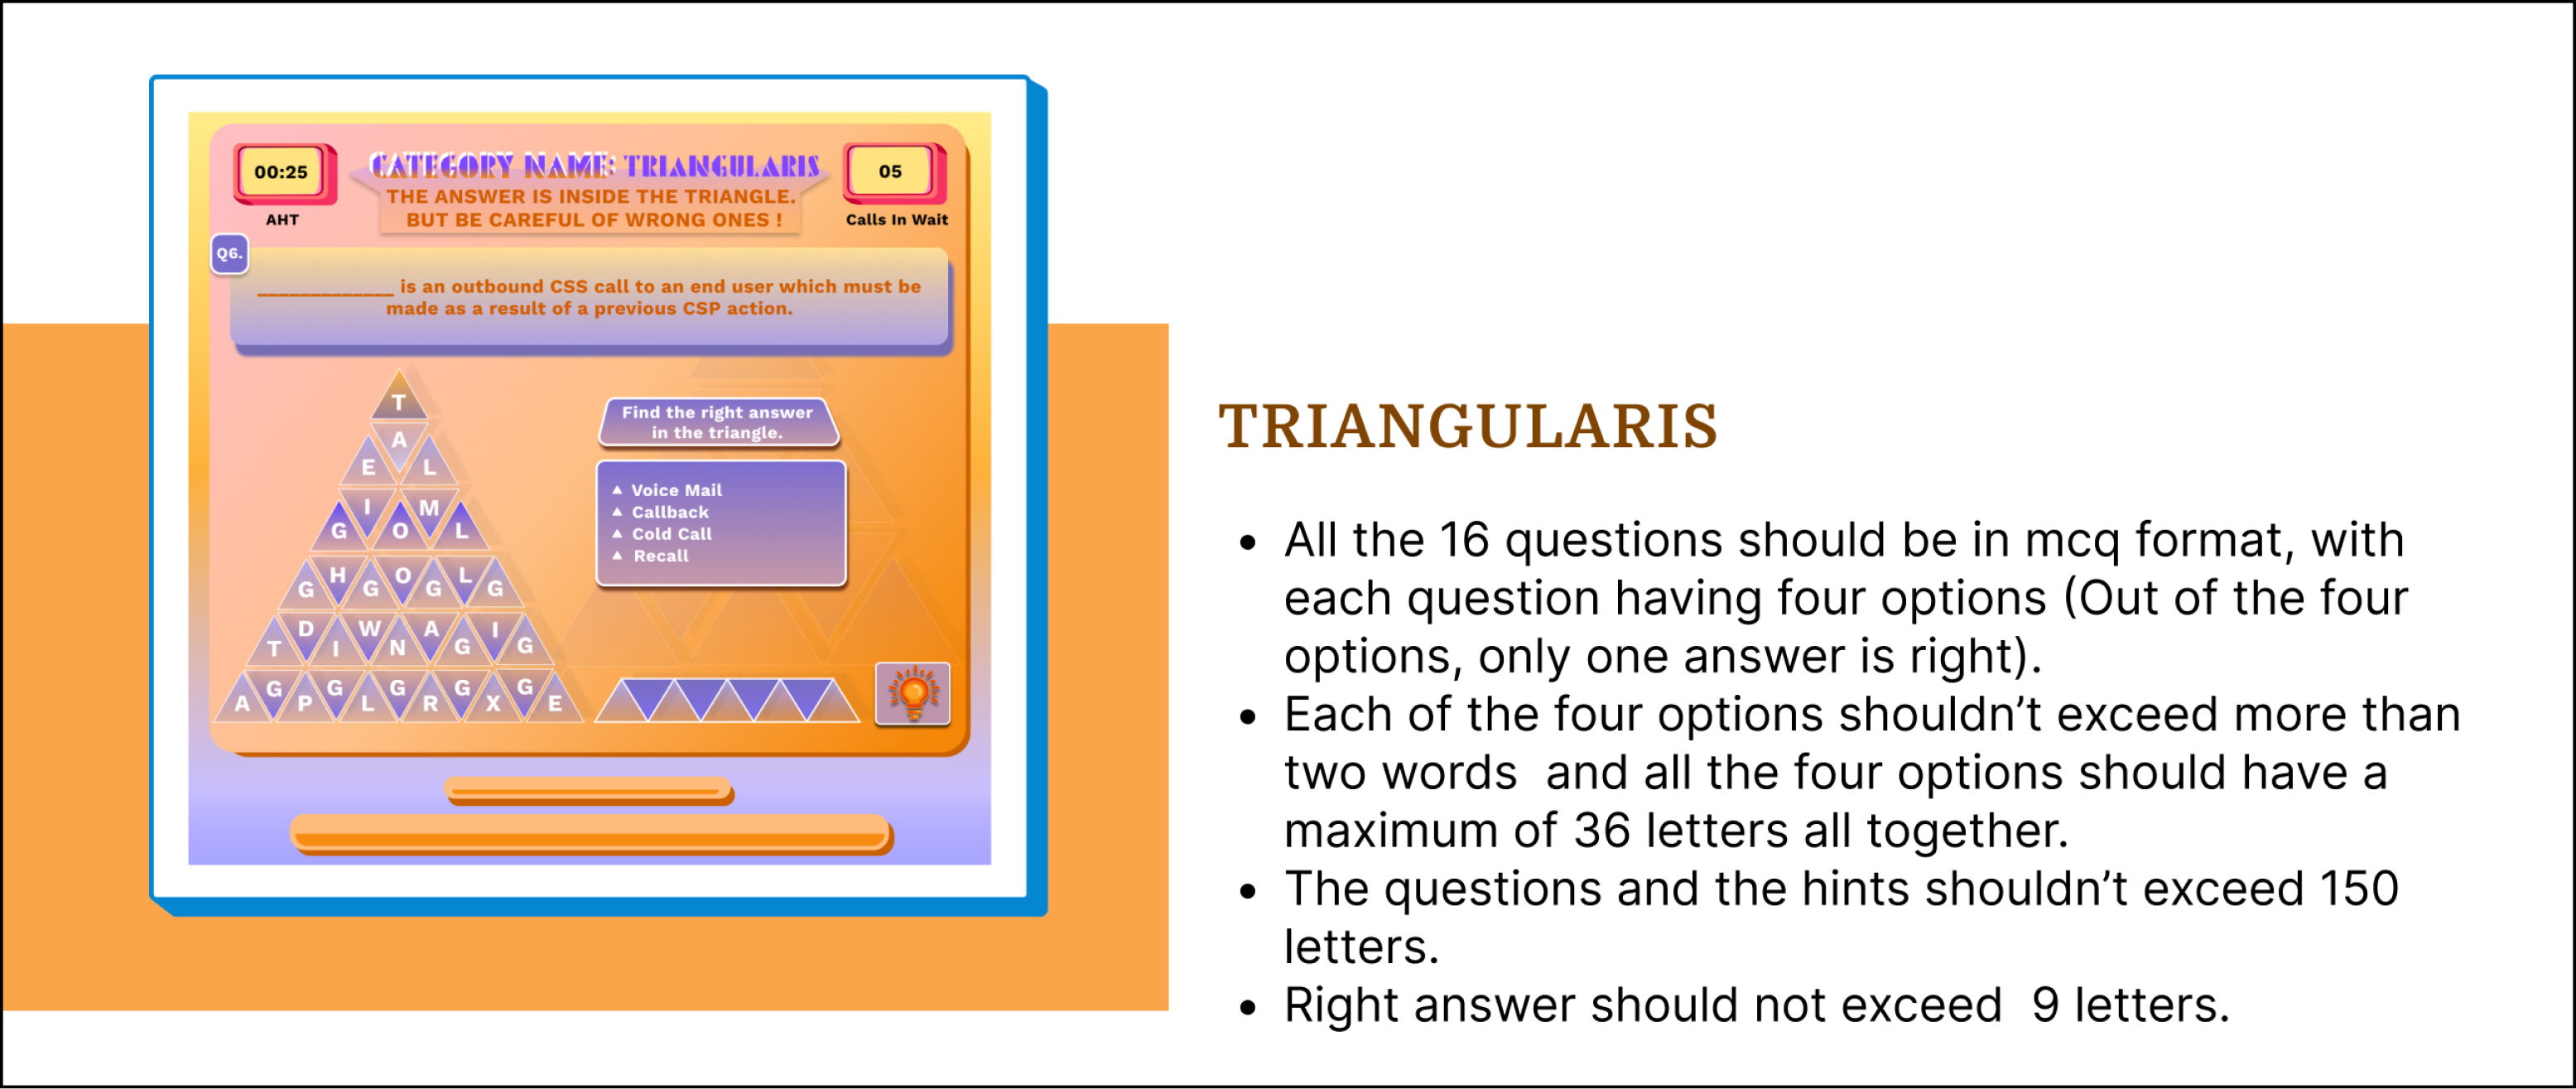 00:25
AHT
CATEGORY NAME: TRIANGULARIS
THE ANSWER IS INSIDE THE TRIANGLE.
BUT BE CAREFUL OF WRONG ONES !
05
Calls In Wait
Q6.
_____________ is an outbound CSS call to an end user which must be
made as a result of a previous CSP action.
T
A
E L
I M
G O L
H O L
G G G G
D W A I
T I N G G
G G G G G
A P L R X E
Find the right answer
in the triangle.
Voice Mail
Callback
Cold Call
Recall
TRIANGULARIS
• All the 16 questions should be in mcq format, with
each question having four options (Out of the four
options, only one answer is right).
• Each of the four options shouldn’t exceed more than
two words and all the four options should have a
maximum of 36 letters all together.
• The questions and the hints shouldn’t exceed 150
letters.
• Right answer should not exceed 9 letters.